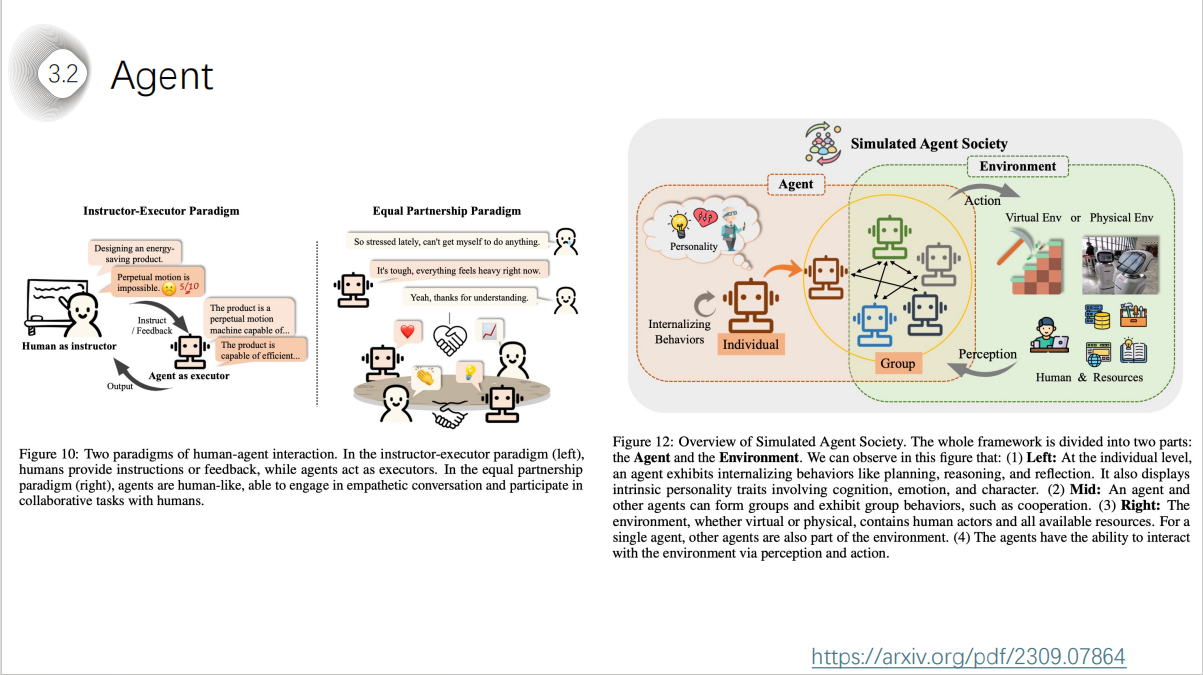 3.2
Agent
Instructor-Executor Paradigm
Designing an energy-
saving product.
Perpetual motion is
impossible. 5/10
Instruct
/ Feedback
The product is a
perpetual motion
machine capable of...
The product is
capable of efficient...
Human as instructor
Agent as executor
Output
Equal Partnership Paradigm
So stressed lately, can't get myself to do anything.
It's tough, everything feels heavy right now.
Yeah, thanks for understanding.
Figure 10: Two paradigms of human-agent interaction. In the instructor-executor paradigm (left),
humans provide instructions or feedback, while agents act as executors. In the equal partnership
paradigm (right), agents are human-like, able to engage in empathetic conversation and participate in
collaborative tasks with humans.
Simulated Agent Society
Environment
Agent
Action
Virtual Env or Physical Env
Personality
Internalizing
Behaviors
Individual
Group
Perception
Human & Resources
Figure 12: Overview of Simulated Agent Society. The whole framework is divided into two parts:
the Agent and the Environment. We can observe in this figure that: (1) Left: At the individual level,
an agent exhibits internalizing behaviors like planning, reasoning, and reflection. It also displays
intrinsic personality traits involving cognition, emotion, and character. (2) Mid: An agent and
other agents can form groups and exhibit group behaviors, such as cooperation. (3) Right: The
environment, whether virtual or physical, contains human actors and all available resources. For a
single agent, other agents are also part of the environment. (4) The agents have the ability to interact
with the environment via perception and action.
https://arxiv.org/pdf/2309.07864